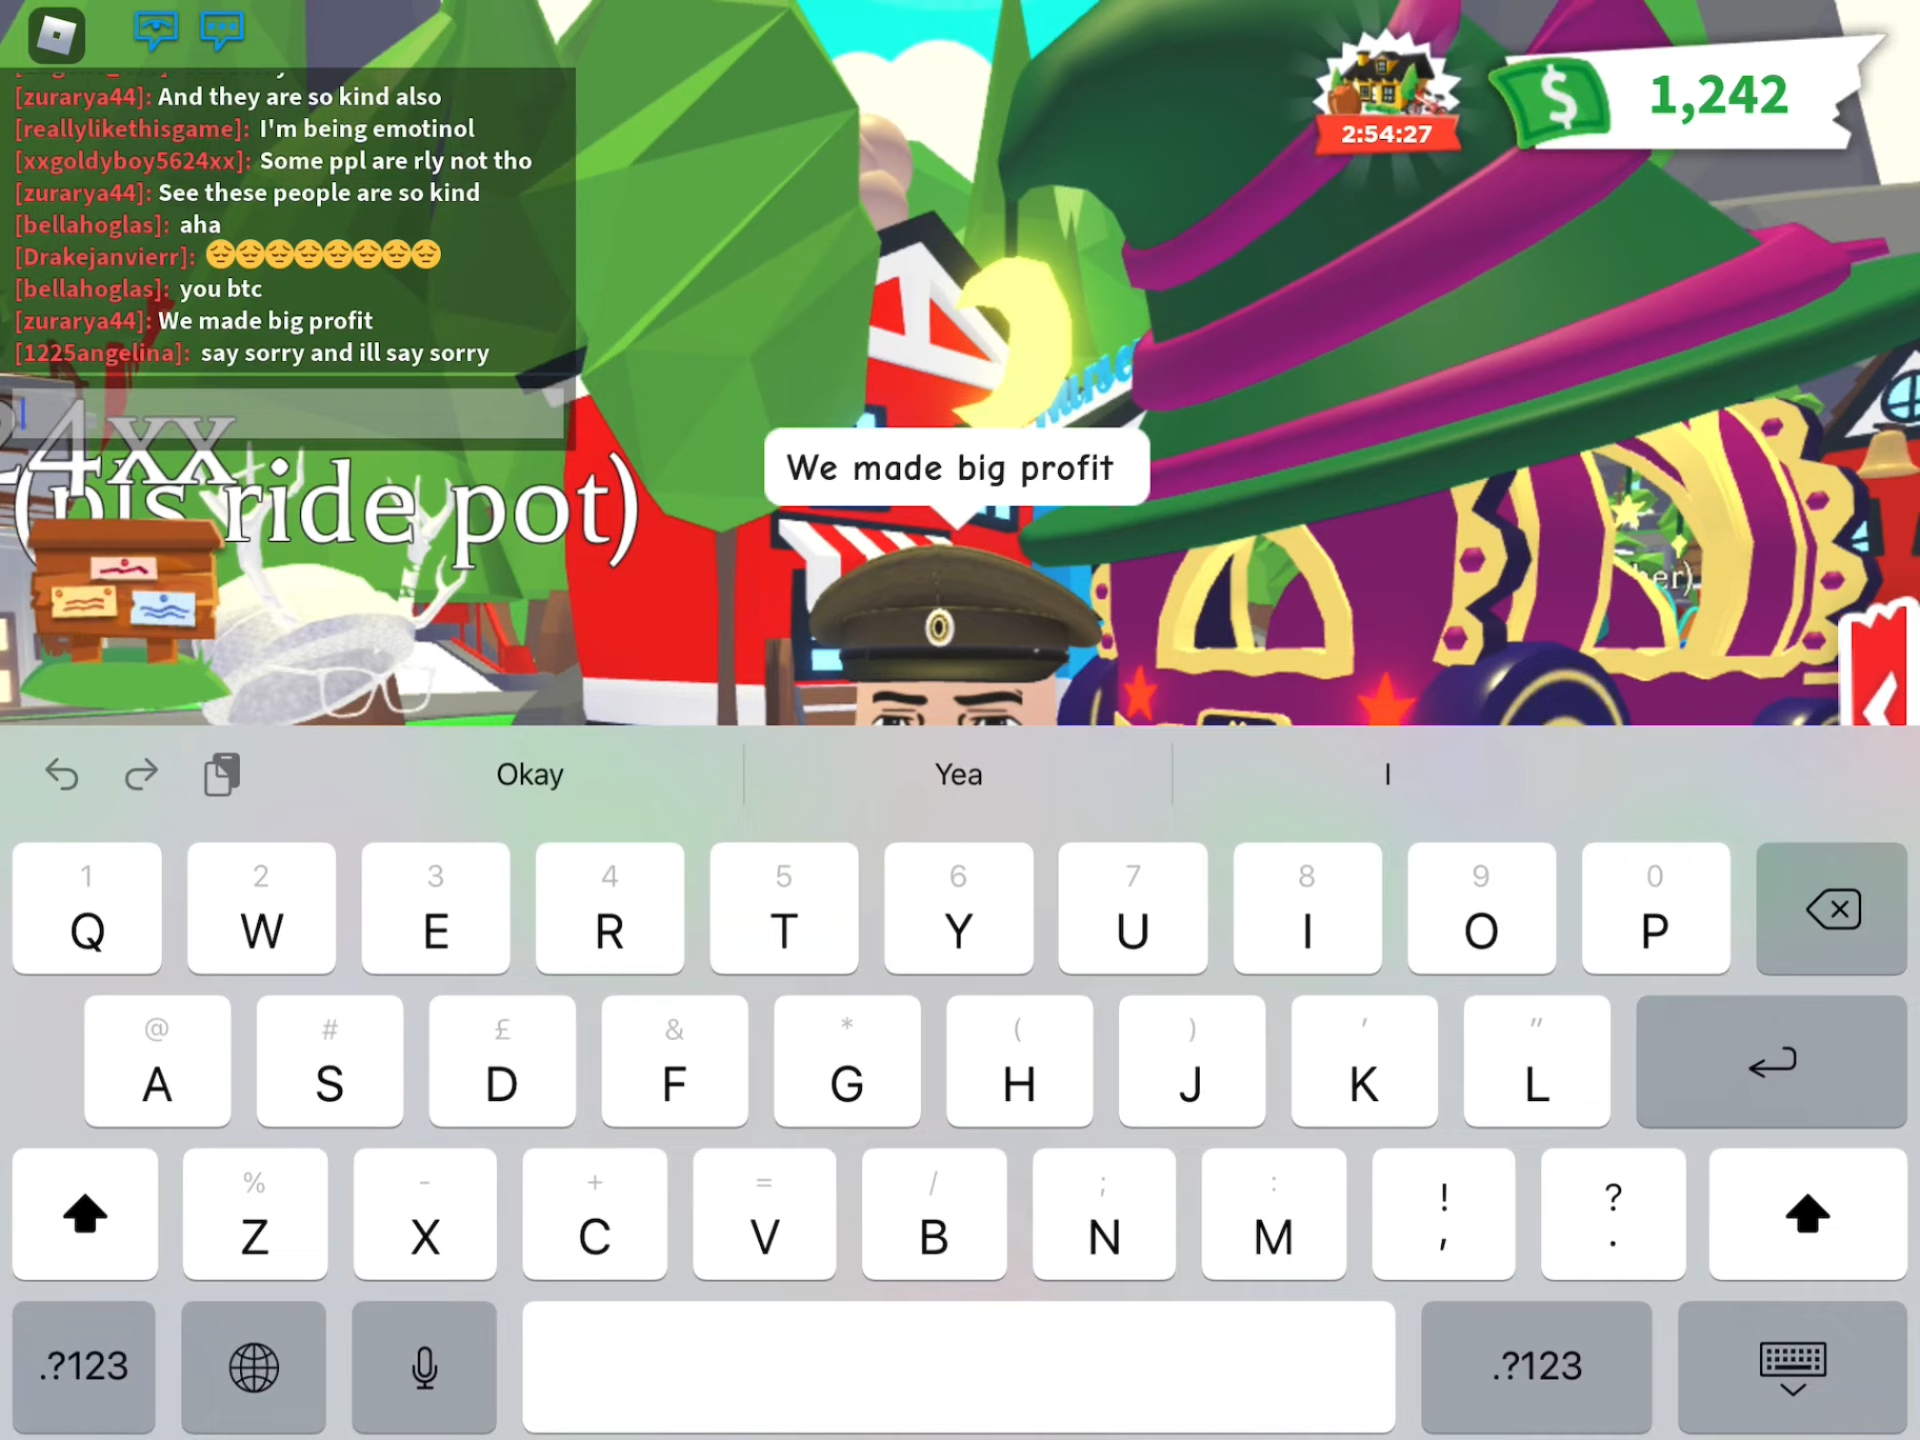 [zurarya44]: And they are so kind also
[reallylikethisgame]: I'm being emotinol
[xxgoldyboy5624xx]: Some ppl are rly not tho
[zurarya44]: See these people are so kind
[bellahoglas]: aha
[Drakejanvierr]: 😔😔😔😔😔😔😔😔
[bellahoglas]: you btc
[zurarya44]: We made big profit
[1225angelina]: say sorry and ill say sorry
2:54:27
1,242
24xx
(pls ride pot)
We made big profit
Okay Yea I
1 2 3 4 5 6 7 8 9 0
Q W E R T Y U I O P
@ # £ & * ( ) ' "
A S D F G H J K L
% - + = / ; : ! ?
Z X C V B N M , .
.?123 .?123